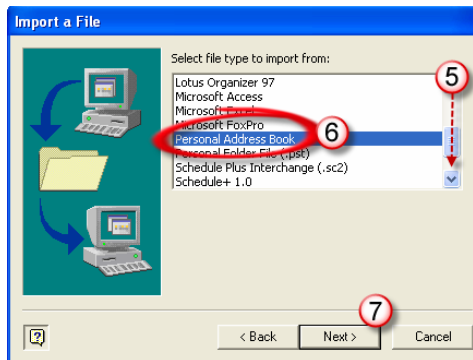 Import a File
Select file type to import from:
5
Lotus Organizer 97
Microsoft Access
Microsoft Excel
Microsoft FoxPro
6
Personal Address Book
Personal Folder File (.pst)
Schedule Plus Interchange (.sc2)
Schedule+ 1.0
7
?
< Back
Next >
Cancel